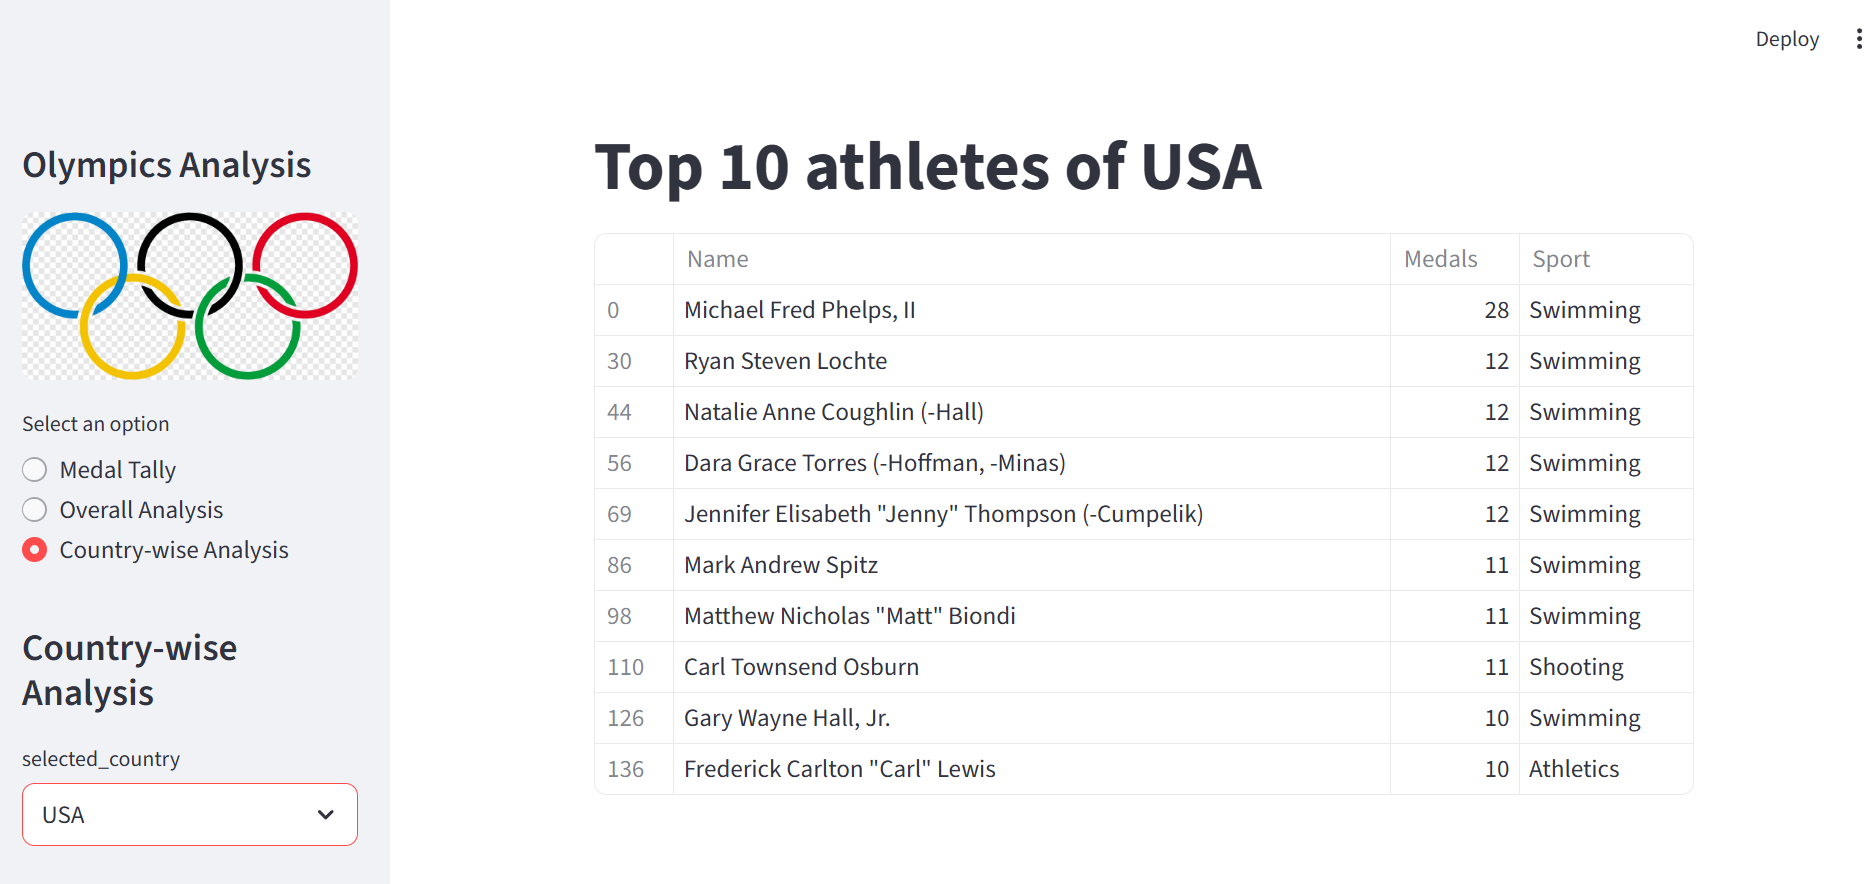 Deploy
Olympics Analysis
Select an option
Medal Tally
Overall Analysis
Country-wise Analysis
Country-wise
Analysis
selected_country
USA
Top 10 athletes of USA
Name Medals Sport
0 Michael Fred Phelps, II 28 Swimming
30 Ryan Steven Lochte 12 Swimming
44 Natalie Anne Coughlin (-Hall) 12 Swimming
56 Dara Grace Torres (-Hoffman, -Minas) 12 Swimming
69 Jennifer Elisabeth "Jenny" Thompson (-Cumpelik) 12 Swimming
86 Mark Andrew Spitz 11 Swimming
98 Matthew Nicholas "Matt" Biondi 11 Swimming
110 Carl Townsend Osburn 11 Shooting
126 Gary Wayne Hall, Jr. 10 Swimming
136 Frederick Carlton "Carl" Lewis 10 Athletics